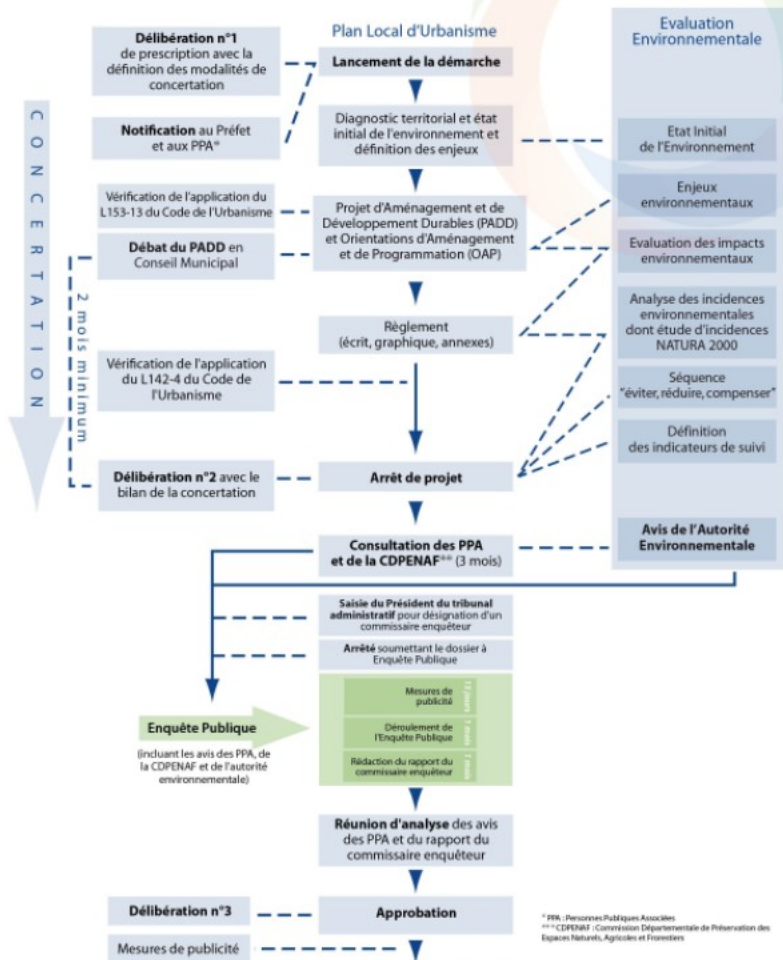 Plan Local d'Urbanisme
Evaluation
Environnementale
Délibération n°1
de prescription avec la
définition des modalités de
concertation
Lancement de la démarche
Notification au Préfet
et aux PPA*
Diagnostic territorial et état
initial de l'environnement et
définition des enjeux
Etat Initial
de l'Environnement
CONCERTATION
Vérification de l'application du
L153-13 du Code de l'Urbanisme
Projet d'Aménagement et de
Développement Durables (PADD)
et Orientations d'Aménagement
et de Programmation (OAP)
Enjeux
environnementaux
Débat du PADD en
Conseil Municipal
Evaluation des impacts
environnementaux
2 mois minimum
Règlement
(écrit, graphique, annexes)
Analyse des incidences
environnementales
dont étude d'incidences
NATURA 2000
Vérification de l'application
du L142-4 du Code de
l'Urbanisme
Séquence
"éviter, réduire, compenser"
Définition
des indicateurs de suivi
Délibération n°2 avec le
bilan de la concertation
Arrêt de projet
Consultation des PPA
et de la CDPENAF** (3 mois)
Avis de l'Autorité
Environnementale
Saisie du Président du tribunal
administratif pour désignation d'un
commissaire enquêteur
Arrêté soumettant le dossier à
Enquête Publique
Enquête Publique
(incluant les avis des PPA, de
la CDPENAF et de l'autorité
environnementale)
Mesures de
publicité
15 jours
Déroulement de
l'Enquête Publique
1 mois
Rédaction du rapport du
commissaire enquêteur
1 mois
Réunion d'analyse des avis
des PPA et du rapport du
commissaire enquêteur
Délibération n°3
Approbation
Mesures de publicité
* PPA : Personnes Publiques Associées
** CDPENAF : Commission Départementale de Préservation des
Espaces Naturels, Agricoles et Frorestiers